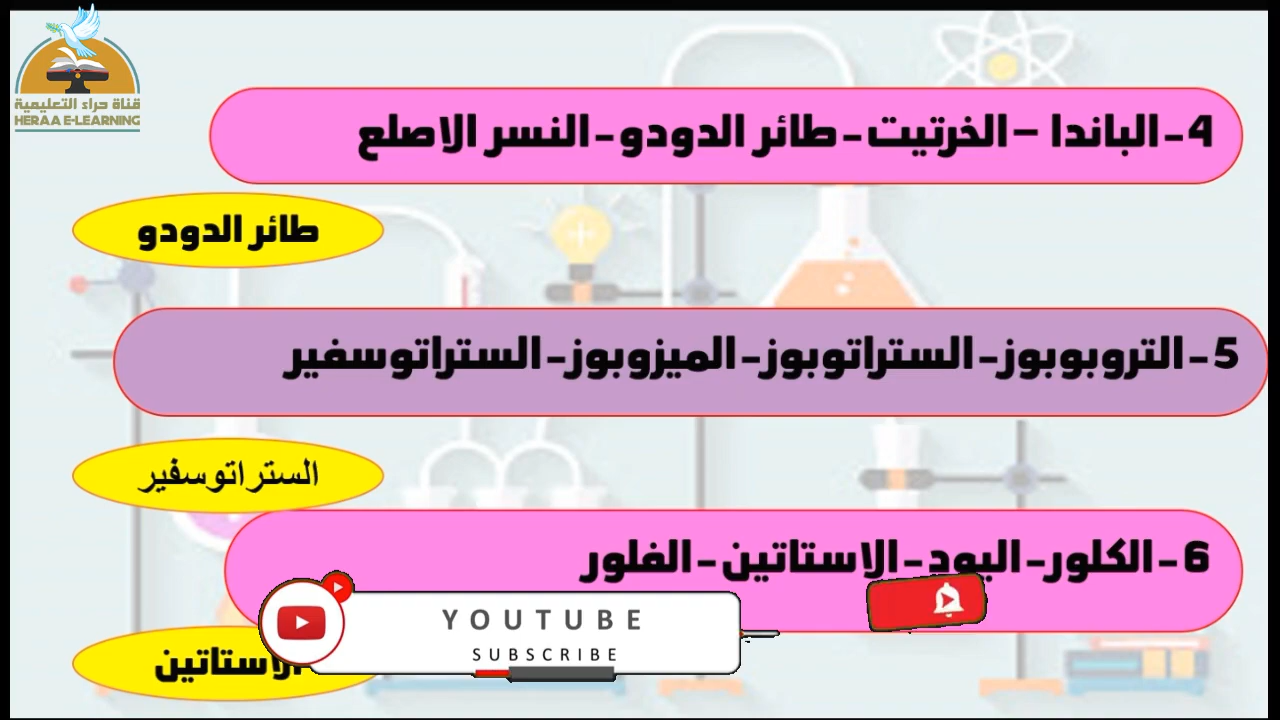 قناة حراء التعليمية
HERAA E-LEARNING
4-الباندا –الخرتيت-طائر الدودو-النسر الاصلع
طائر الدودو
5-التروبوبوز-الستراتوبوز-الميزوبوز-الستراتوسفير
الستراتوسفير
6-الكلور-اليود-الاستاتين-الفلور
YOUTUBE
SUBSCRIBE
الاستاتين